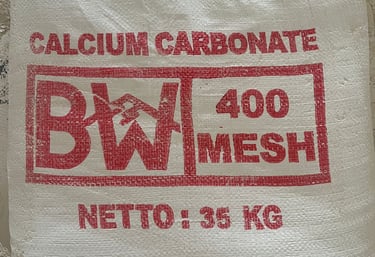 CALCIUM CARBONATE
BW
400
MESH
NETTO : 35 KG